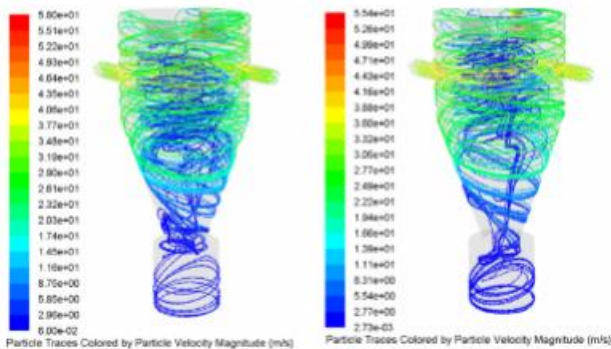 5.80e+01
5.51e+01
5.22e+01
4.93e+01
4.64e+01
4.35e+01
4.06e+01
3.77e+01
3.48e+01
3.19e+01
2.90e+01
2.61e+01
2.32e+01
2.03e+01
1.74e+01
1.45e+01
1.16e+01
8.75e+00
5.85e+00
2.96e+00
6.00e-02
Particle Traces Colored by Particle Velocity Magnitude (m/s)
5.54e+01
5.26e+01
4.99e+01
4.71e+01
4.43e+01
4.16e+01
3.88e+01
3.60e+01
3.32e+01
3.05e+01
2.77e+01
2.49e+01
2.22e+01
1.94e+01
1.66e+01
1.39e+01
1.11e+01
8.31e+00
5.54e+00
2.77e+00
2.73e-03
Particle Traces Colored by Particle Velocity Magnitude (m/s)